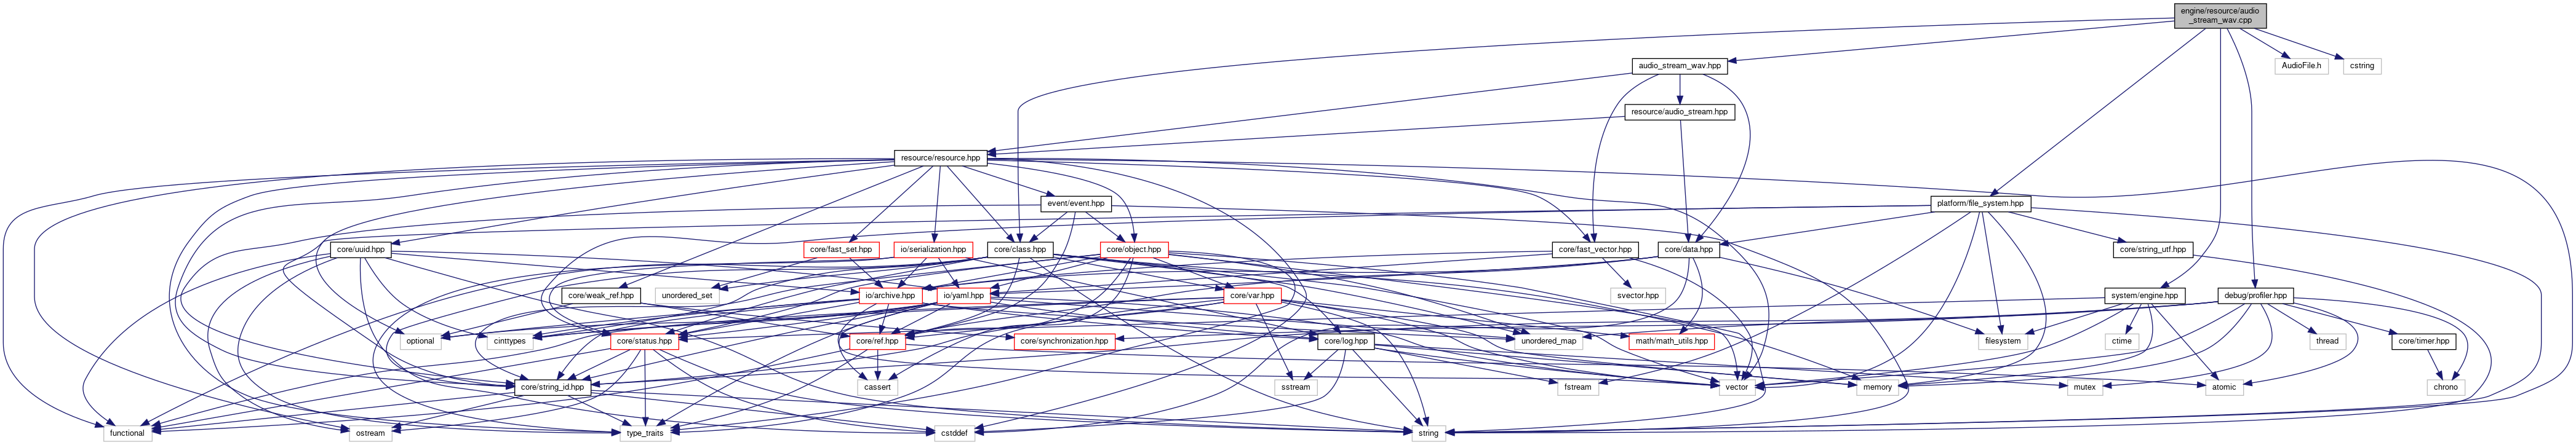 engine/resource/audio
_stream_wav.cpp
audio_stream_wav.hpp
AudioFile.h
cstring
resource/audio_stream.hpp
resource/resource.hpp
event/event.hpp
platform/file_system.hpp
core/uuid.hpp
core/fast_set.hpp
io/serialization.hpp
core/class.hpp
core/object.hpp
core/fast_vector.hpp
core/data.hpp
core/string_utf.hpp
core/weak_ref.hpp
unordered_set
io/archive.hpp
io/yaml.hpp
core/var.hpp
svector.hpp
system/engine.hpp
debug/profiler.hpp
optional
cinttypes
core/status.hpp
core/ref.hpp
core/synchronization.hpp
core/log.hpp
unordered_map
math/math_utils.hpp
filesystem
ctime
thread
core/timer.hpp
core/string_id.hpp
cassert
sstream
fstream
vector
memory
mutex
atomic
chrono
functional
ostream
type_traits
cstddef
string